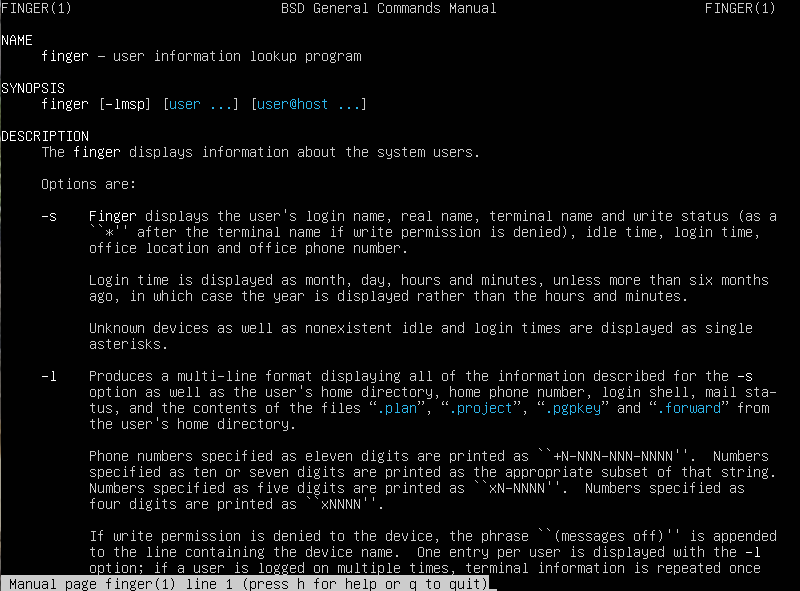 FINGER(1)                          BSD General Commands Manual                          FINGER(1)
NAME
     finger — user information lookup program
SYNOPSIS
     finger [-lmsp] [user ...] [user@host ...]
DESCRIPTION
     The finger displays information about the system users.
     Options are:
     -s    Finger displays the user's login name, real name, terminal name and write status (as a
           ``*'' after the terminal name if write permission is denied), idle time, login time,
           office location and office phone number.
           Login time is displayed as month, day, hours and minutes, unless more than six months
           ago, in which case the year is displayed rather than the hours and minutes.
           Unknown devices as well as nonexistent idle and login times are displayed as single
           asterisks.
     -l    Produces a multi-line format displaying all of the information described for the -s
           option as well as the user's home directory, home phone number, login shell, mail sta-
           tus, and the contents of the files “.plan”, “.project”, “.pgpkey” and “.forward” from
           the user's home directory.
           Phone numbers specified as eleven digits are printed as ``+N-NNN-NNN-NNNN''.  Numbers
           specified as ten or seven digits are printed as the appropriate subset of that string.
           Numbers specified as five digits are printed as ``xN-NNNN''.  Numbers specified as
           four digits are printed as ``xNNNN''.
           If write permission is denied to the device, the phrase ``(messages off)'' is appended
           to the line containing the device name.  One entry per user is displayed with the -l
           option; if a user is logged on multiple times, terminal information is repeated once
 Manual page finger(1) line 1 (press h for help or q to quit)